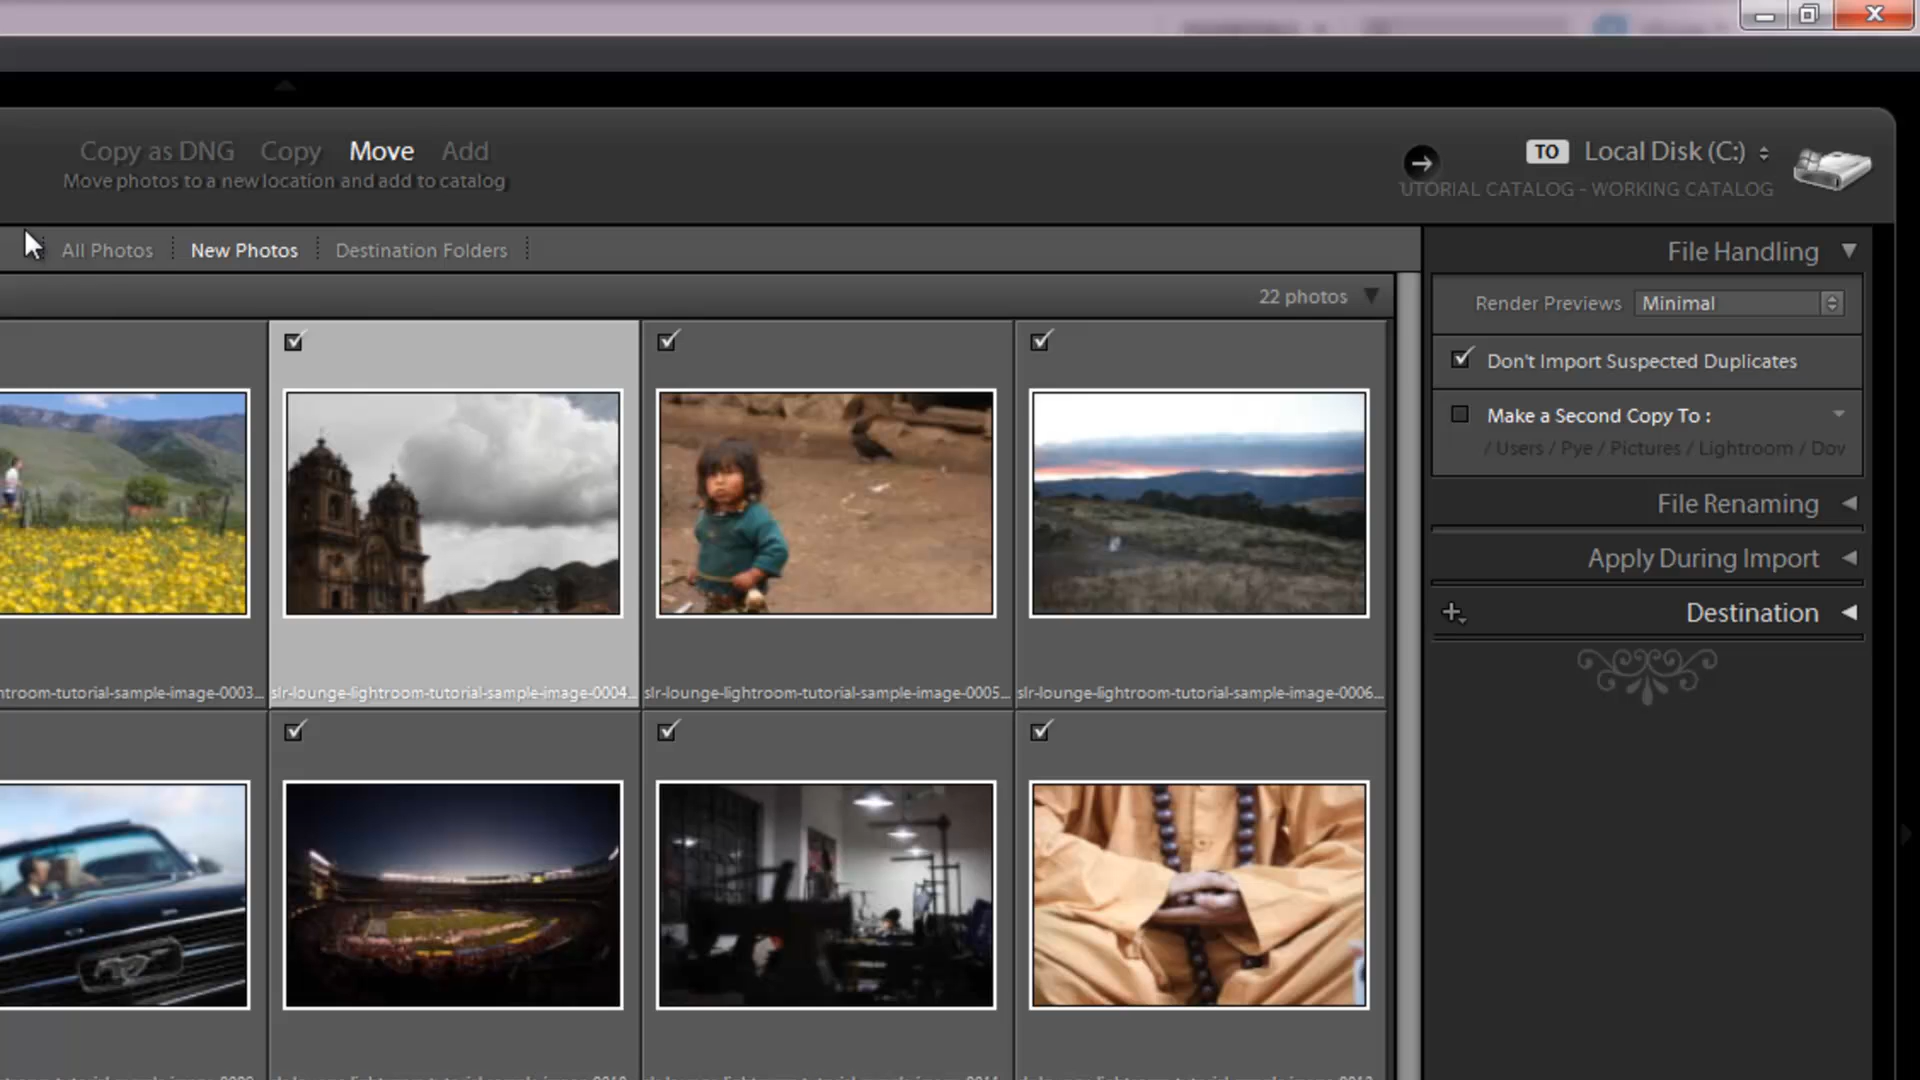 Copy as DNG Copy Move Add
Move photos to a new location and add to catalog
TO Local Disk (C:)
UTORIAL CATALOG - WORKING CATALOG
All Photos New Photos Destination Folders
22 photos
File Handling
Render Previews Minimal
Don't Import Suspected Duplicates
Make a Second Copy To :
/ Users / Pye / Pictures / Lightroom / Dov
File Renaming
Apply During Import
Destination
htroom-tutorial-sample-image-0003...
slr-lounge-lightroom-tutorial-sample-image-0004...
slr-lounge-lightroom-tutorial-sample-image-0005...
slr-lounge-lightroom-tutorial-sample-image-0006...